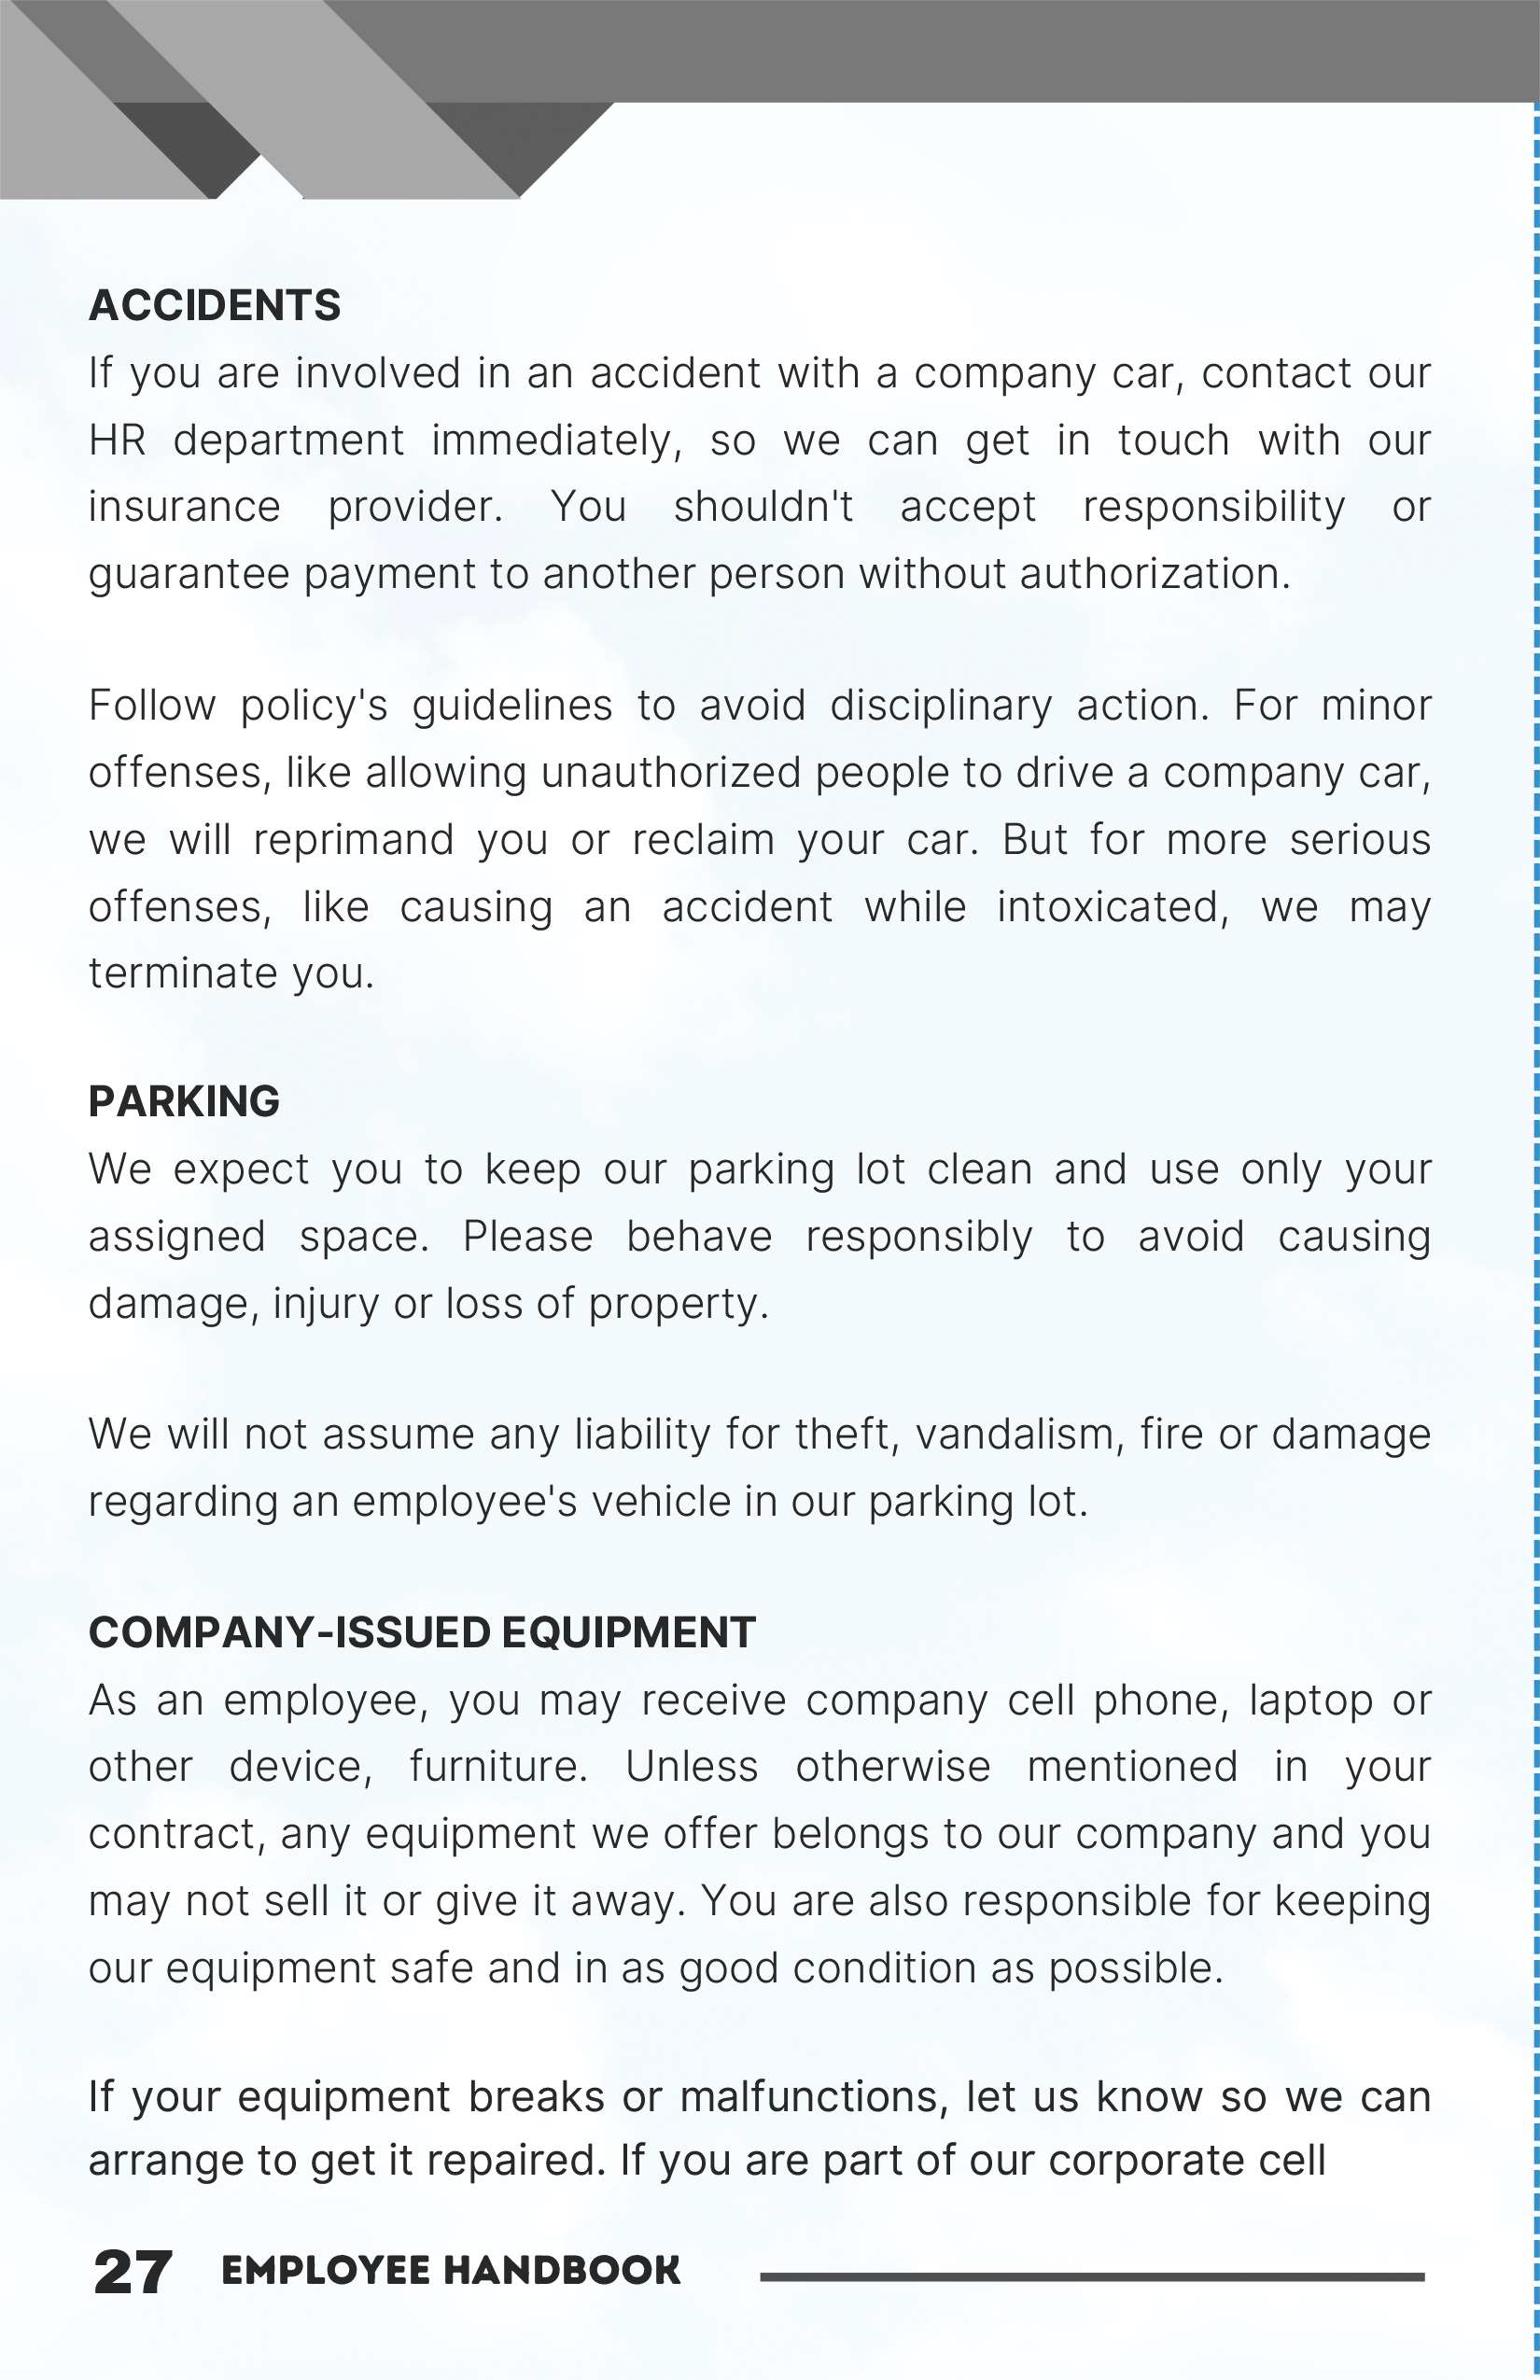 ACCIDENTS
If you are involved in an accident with a company car, contact our
HR department immediately, so we can get in touch with our
insurance provider. You shouldn't accept responsibility or
guarantee payment to another person without authorization.
Follow policy's guidelines to avoid disciplinary action. For minor
offenses, like allowing unauthorized people to drive a company car,
we will reprimand you or reclaim your car. But for more serious
offenses, like causing an accident while intoxicated, we may
terminate you.
PARKING
We expect you to keep our parking lot clean and use only your
assigned space. Please behave responsibly to avoid causing
damage, injury or loss of property.
We will not assume any liability for theft, vandalism, fire or damage
regarding an employee's vehicle in our parking lot.
COMPANY-ISSUED EQUIPMENT
As an employee, you may receive company cell phone, laptop or
other device, furniture. Unless otherwise mentioned in your
contract, any equipment we offer belongs to our company and you
may not sell it or give it away. You are also responsible for keeping
our equipment safe and in as good condition as possible.
If your equipment breaks or malfunctions, let us know so we can
arrange to get it repaired. If you are part of our corporate cell
27 EMPLOYEE HANDBOOK